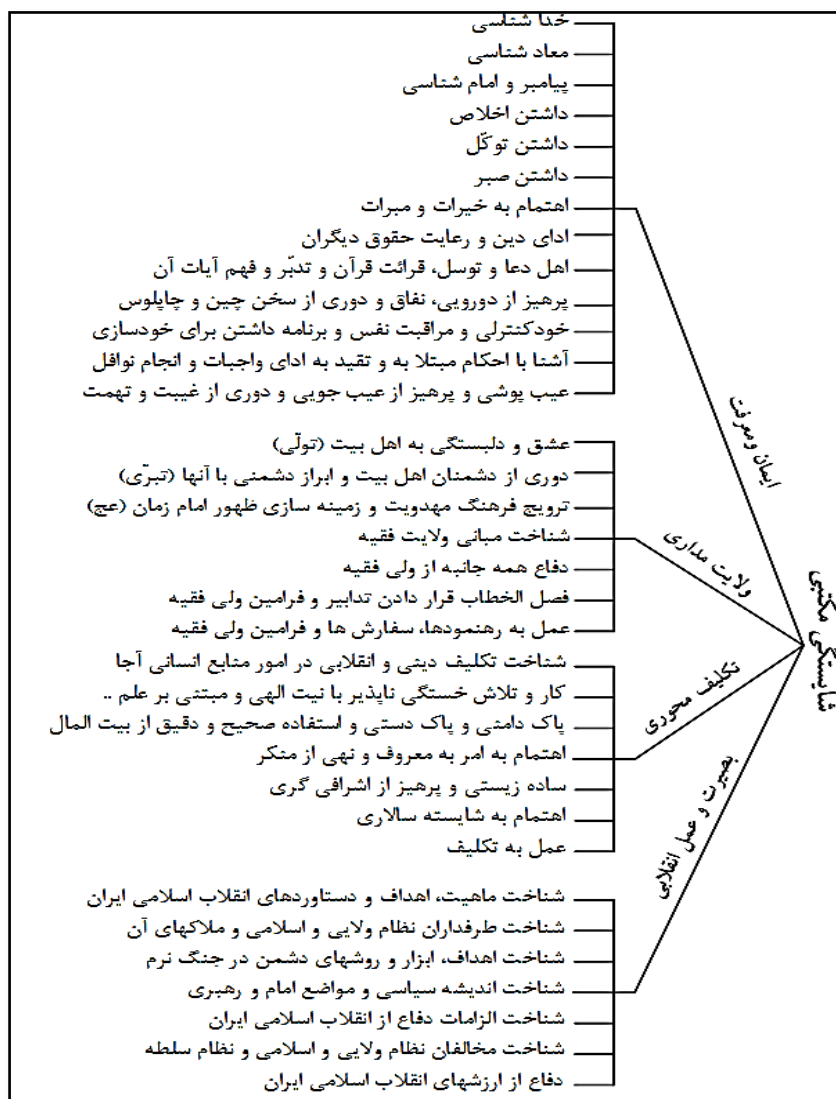 شایستگی مکتبی
ایمان ومعرفت
خدا شناسی
معاد شناسی
پیامبر و امام شناسی
داشتن اخلاص
داشتن توکّل
داشتن صبر
اهتمام به خیرات و مبرات
ادای دین و رعایت حقوق دیگران
اهل دعا و توسل، قرائت قرآن و تدبّر و فهم آیات آن
پرهیز از دورویی، نفاق و دوری از سخن چین و چاپلوس
خودکنترلی و مراقبت نفس و برنامه داشتن برای خودسازی
آشنا با احکام مبتلا به و تقید به ادای واجبات و انجام نوافل
عیب پوشی و پرهیز از عیب جویی و دوری از غیبت و تهمت
ولایت مداری
عشق و دلبستگی به اهل بیت (تولّی)
دوری از دشمنان اهل بیت و ابراز دشمنی با آنها (تبرّی)
ترویج فرهنگ مهدویت و زمینه سازی ظهور امام زمان (عج)
شناخت مبانی ولایت فقیه
دفاع همه جانبه از ولی فقیه
فصل الخطاب قرار دادن تدابیر و فرامین ولی فقیه
عمل به رهنمودها، سفارش ها و فرامین ولی فقیه
تکلیف محوری
شناخت تکلیف دینی و انقلابی در امور منابع انسانی آجا
کار و تلاش خستگی ناپذیر با نیت الهی و مبتنی بر علم ..
پاک دامنی و پاک دستی و استفاده صحیح و دقیق از بیت المال
اهتمام به امر به معروف و نهی از منکر
ساده زیستی و پرهیز از اشرافی گری
اهتمام به شایسته سالاری
عمل به تکلیف
بصیرت و عمل انقلابی
شناخت ماهیت، اهداف و دستاوردهای انقلاب اسلامی ایران
شناخت طرفداران نظام ولایی و اسلامی و ملاکهای آن
شناخت اهداف، ابزار و روشهای دشمن در جنگ نرم
شناخت اندیشه سیاسی و مواضع امام و رهبری
شناخت الزامات دفاع از انقلاب اسلامی ایران
شناخت مخالفان نظام ولایی و اسلامی و نظام سلطه
دفاع از ارزشهای انقلاب اسلامی ایران